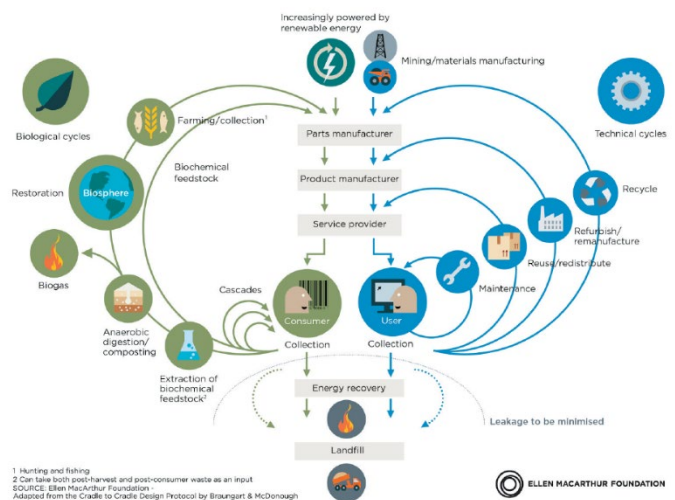 Increasingly powered by
renewable energy
Mining/materials manufacturing
Biological cycles
Farming/collection¹
Parts manufacturer
Technical cycles
Biochemical
feedstock
Product manufacturer
Restoration
Biosphere
Recycle
Service provider
Refurbish/
remanufacture
Reuse/redistribute
Biogas
Cascades
Maintenance
Consumer
User
Anaerobic
digestion/
composting
Collection
Collection
Extraction of
biochemical
feedstock²
Energy recovery
Leakage to be minimised
Landfill
1 Hunting and fishing
2 Can take both post-harvest and post-consumer waste as an input
SOURCE: Ellen MacArthur Foundation -
Adapted from the Cradle to Cradle Design Protocol by Braungart & McDonough
ELLEN MACARTHUR FOUNDATION